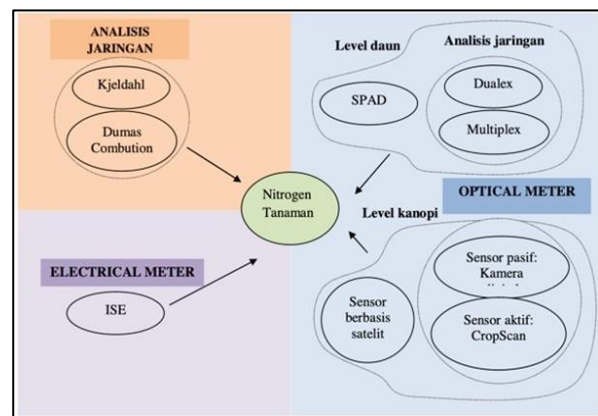 ANALISIS
JARINGAN
Kjeldahl
Dumas
Combution
Level daun
Analisis jaringan
SPAD
Dualex
Multiplex
Nitrogen
Tanaman
OPTICAL METER
Level kanopi
ELECTRICAL METER
ISE
Sensor
berbasis
satelit
Sensor pasif:
Kamera
Sensor aktif:
CropScan